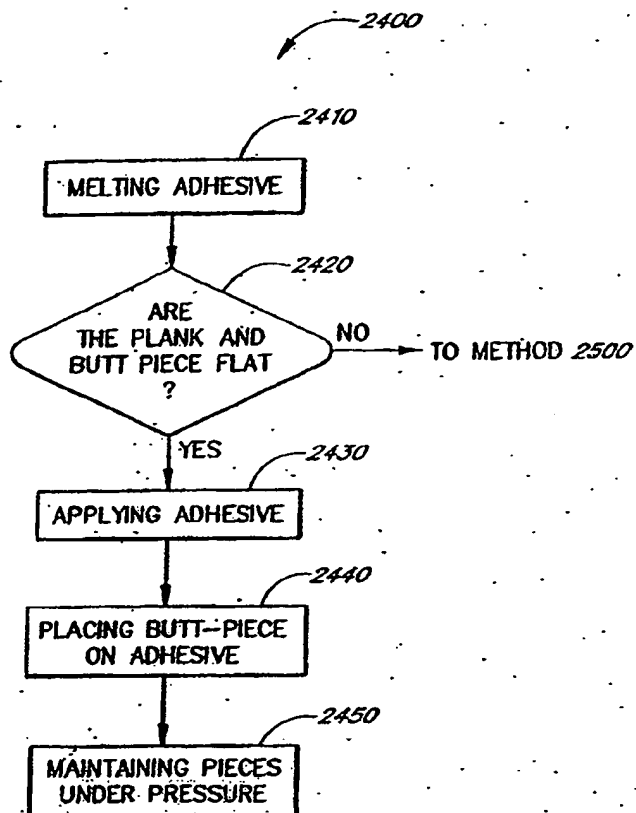 2400
2410
MELTING ADHESIVE
2420
ARE
THE PLANK AND
BUTT PIECE FLAT
?
NO
TO METHOD 2500
YES
2430
APPLYING ADHESIVE
2440
PLACING BUTT-PIECE
ON ADHESIVE
2450
MAINTAINING PIECES
UNDER PRESSURE